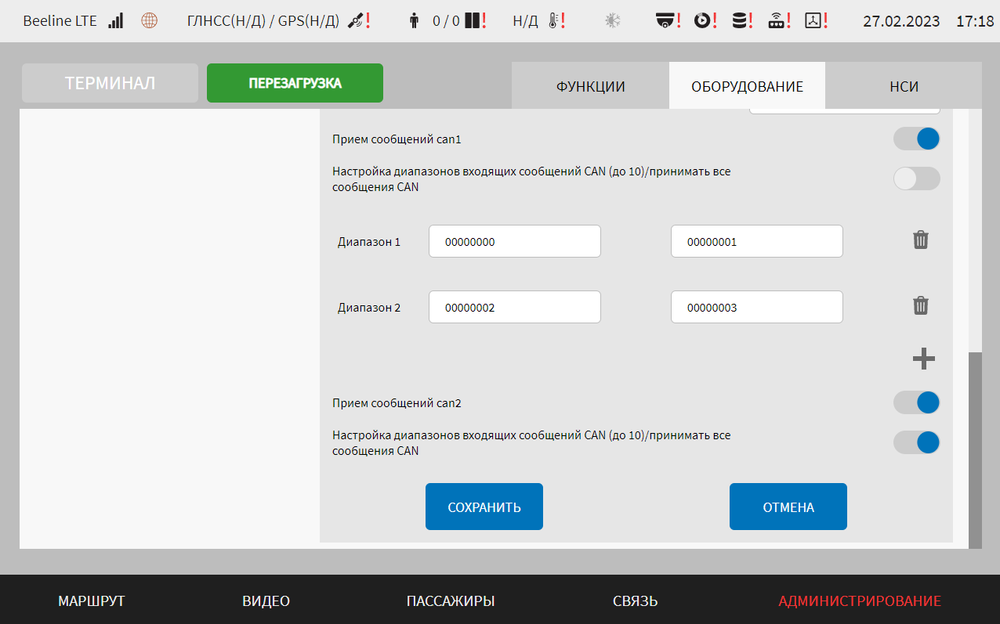 Beeline LTE ГЛНСС(Н/Д) / GPS(Н/Д) ! 0 / 0 ! Н/Д ! ! ! ! ! ! 27.02.2023 17:18
ТЕРМИНАЛ ПЕРЕЗАГРУЗКА ФУНКЦИИ ОБОРУДОВАНИЕ НСИ
Прием сообщений can1
Настройка диапазонов входящих сообщений CAN (до 10)/принимать все
сообщения CAN
Диапазон 1 00000000 00000001
Диапазон 2 00000002 00000003
Прием сообщений can2
Настройка диапазонов входящих сообщений CAN (до 10)/принимать все
сообщения CAN
СОХРАНИТЬ ОТМЕНА
МАРШРУТ ВИДЕО ПАССАЖИРЫ СВЯЗЬ АДМИНИСТРИРОВАНИЕ